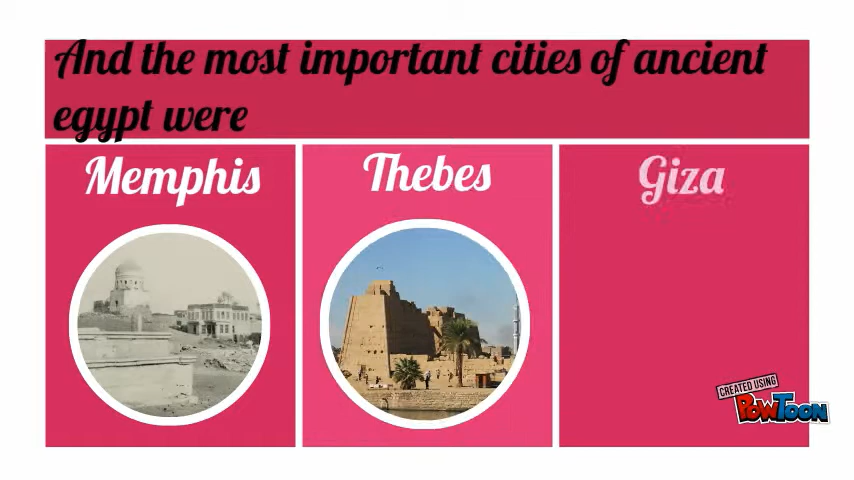 And the most important cities of ancient
egypt were
Memphis
Thebes
Giza
CREATED USING
POWTOON